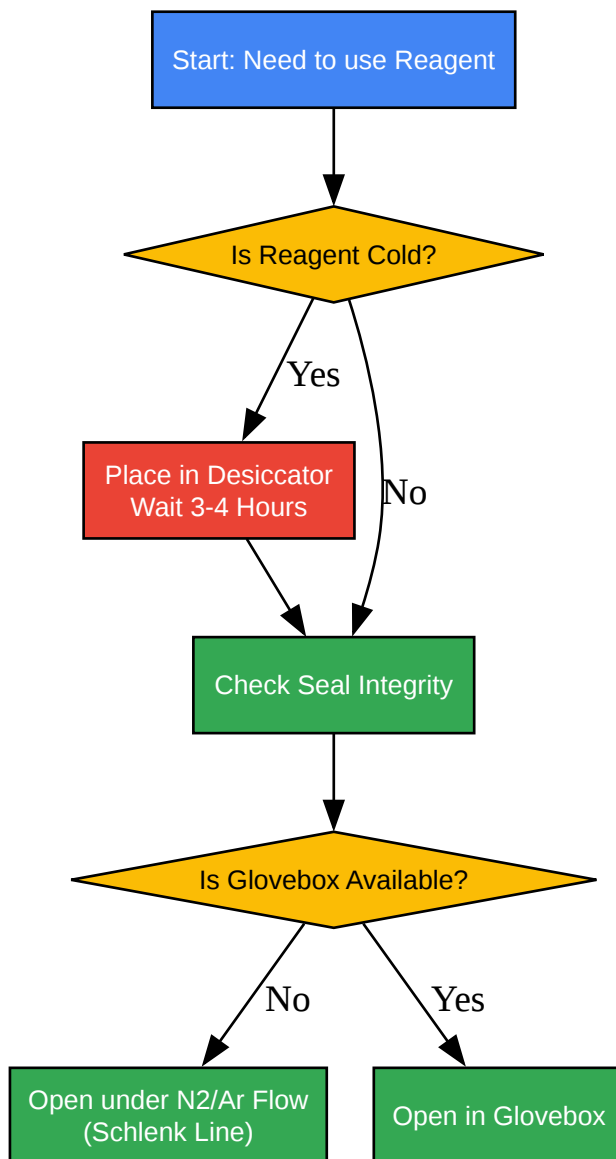 Start: Need to use Reagent
Is Reagent Cold?
Yes
Place in Desiccator
Wait 3-4 Hours
No
Check Seal Integrity
Is Glovebox Available?
No
Yes
Open under N2/Ar Flow
(Schlenk Line)
Open in Glovebox